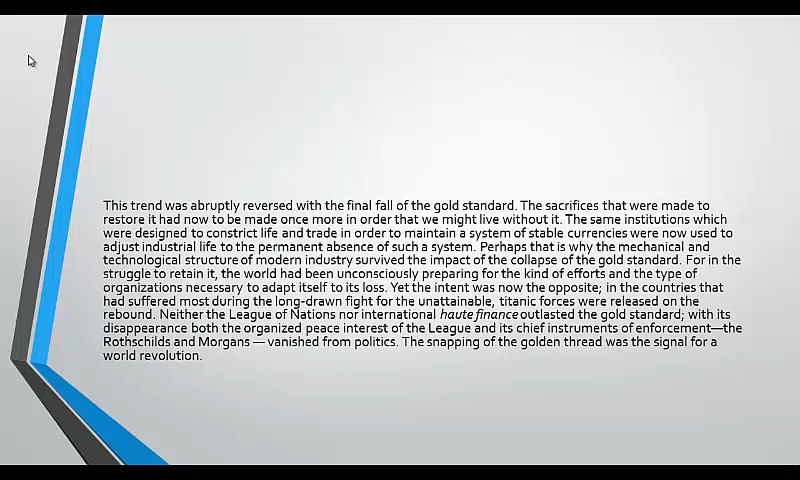 This trend was abruptly reversed with the final fall of the gold standard. The sacrifices that were made to
restore it had now to be made once more in order that we might live without it. The same institutions which
were designed to constrict life and trade in order to maintain a system of stable currencies were now used to
adjust industrial life to the permanent absence of such a system. Perhaps that is why the mechanical and
technological structure of modern industry survived the impact of the collapse of the gold standard. For in the
struggle to retain it, the world had been unconsciously preparing for the kind of efforts and the type of
organizations necessary to adapt itself to its loss. Yet the intent was now the opposite; in the countries that
had suffered most during the long-drawn fight for the unattainable, titanic forces were released on the
rebound. Neither the League of Nations nor international haute finance outlasted the gold standard; with its
disappearance both the organized peace interest of the League and its chief instruments of enforcement—the
Rothschilds and Morgans — vanished from politics. The snapping of the golden thread was the signal for a
world revolution.